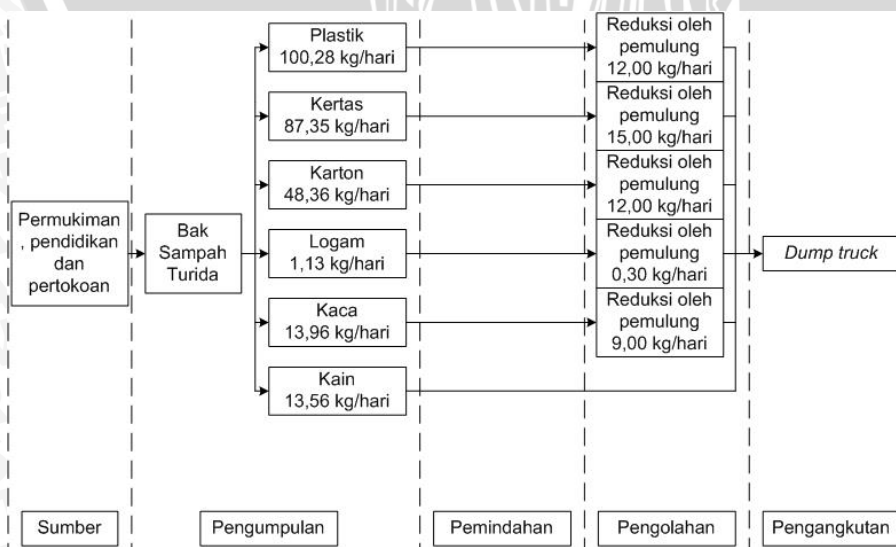 Permukiman
, pendidikan
dan
pertokoan
Bak
Sampah
Turida
Plastik
100,28 kg/hari
Kertas
87,35 kg/hari
Karton
48,36 kg/hari
Logam
1,13 kg/hari
Kaca
13,96 kg/hari
Kain
13,56 kg/hari
Reduksi oleh
pemulung
12,00 kg/hari
Reduksi oleh
pemulung
15,00 kg/hari
Reduksi oleh
pemulung
12,00 kg/hari
Reduksi oleh
pemulung
0,30 kg/hari
Reduksi oleh
pemulung
9,00 kg/hari
Dump truck
Sumber
Pengumpulan
Pemindahan
Pengolahan
Pengangkutan